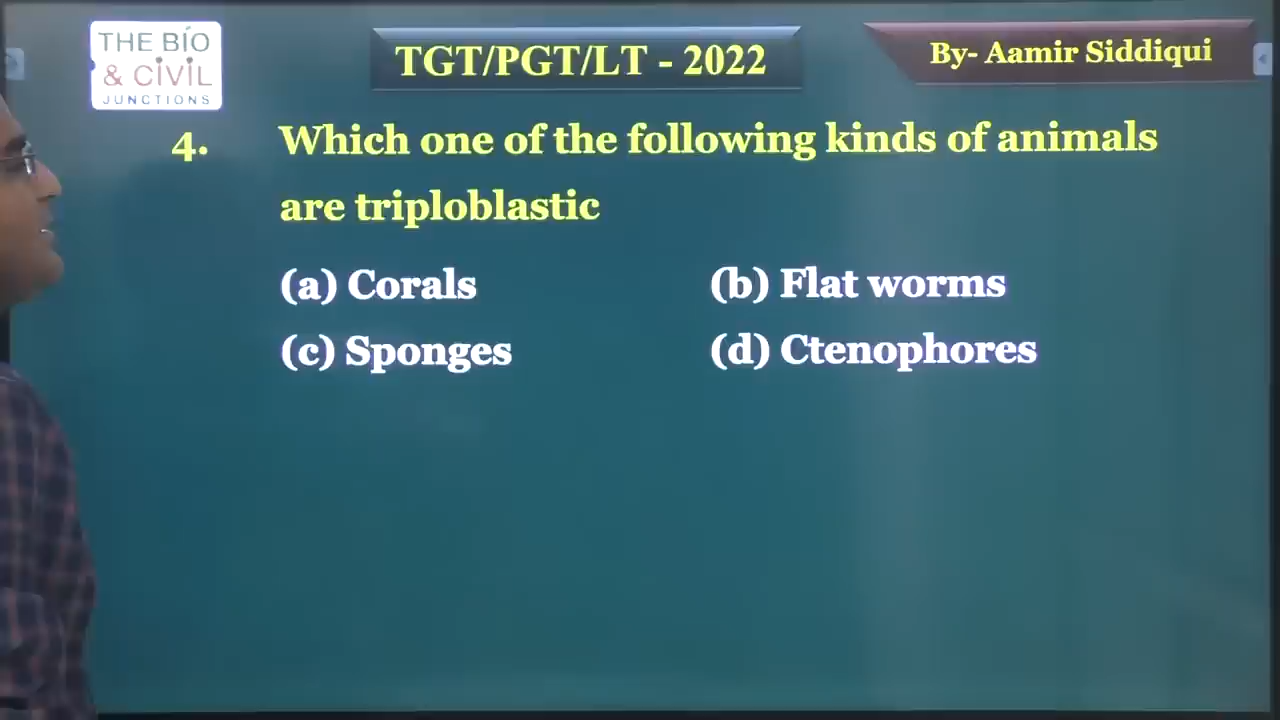 THE BIO
& CIVIL
JUNCTIONS
TGT/PGT/LT - 2022
By- Aamir Siddiqui
4. Which one of the following kinds of animals
are triploblastic
(a) Corals (b) Flat worms
(c) Sponges (d) Ctenophores